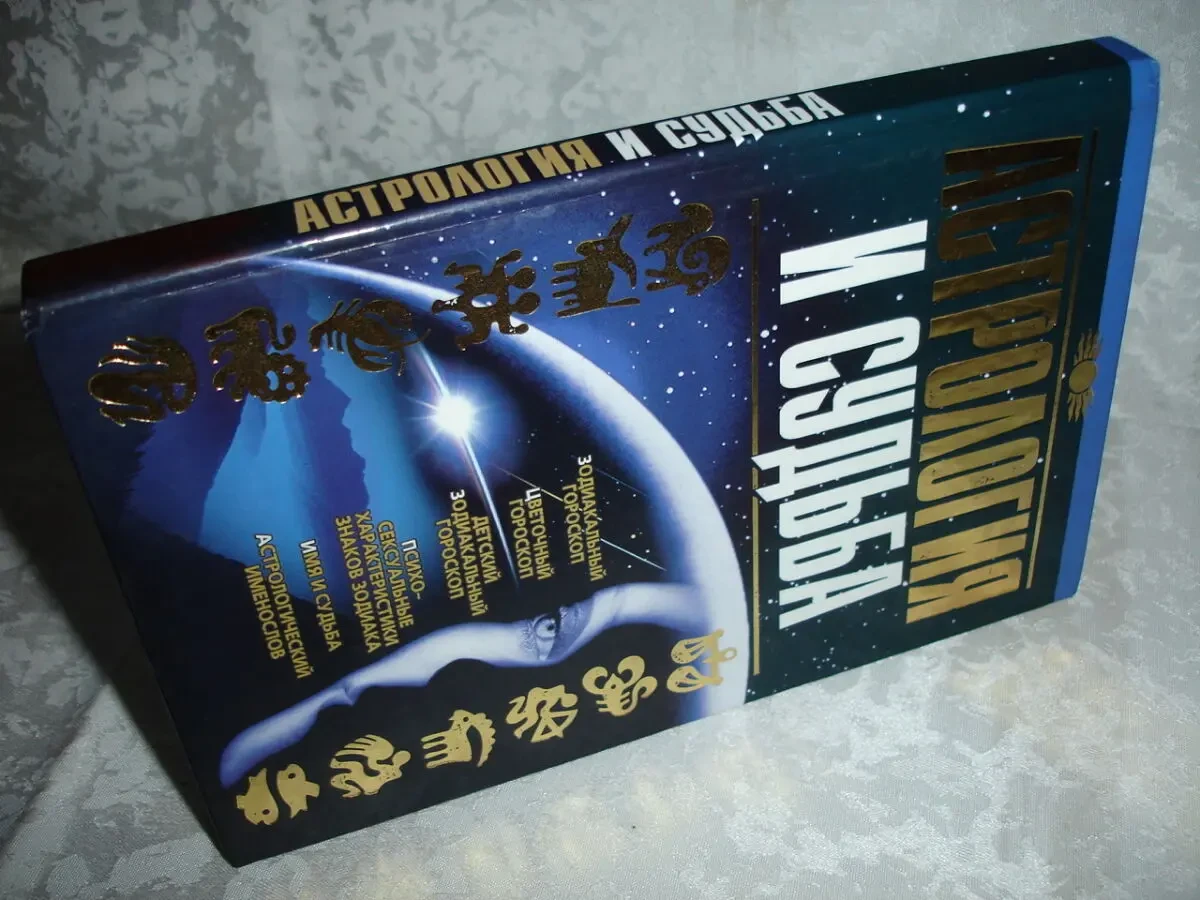 АСТРОЛОГИЯ И СУДЬБА
АСТРОЛОГИЯ
И СУДЬБА
ЗОДИАКАЛЬНЫЙ
ГОРОСКОП
ЦВЕТОЧНЫЙ
ГОРОСКОП
ДЕТСКИЙ
ЗОДИАКАЛЬНЫЙ
ГОРОСКОП
ПСИХО-
СЕКСУАЛЬНЫЕ
ХАРАКТЕРИСТИКИ
ЗНАКОВ ЗОДИАКА
ИМЯ И СУДЬБА
АСТРОЛОГИЧЕСКИЙ
ИМЕНОСЛОВ